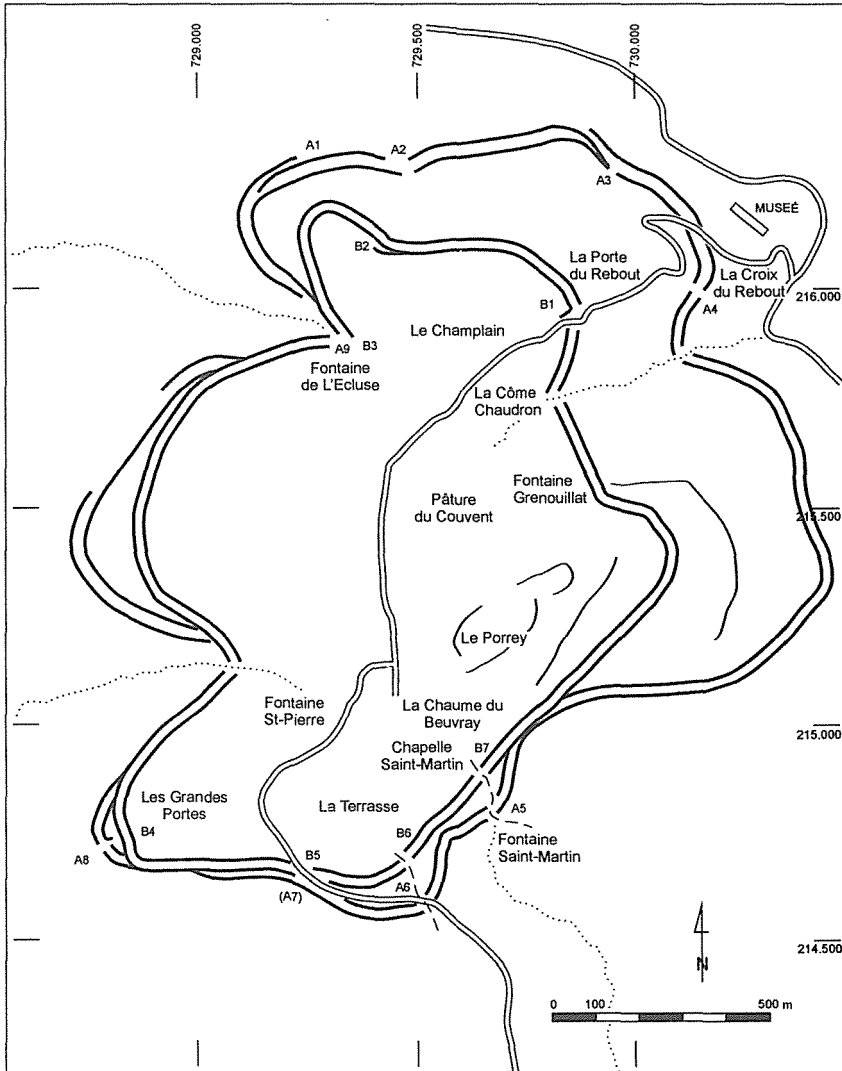 729.000
729.500
730.000
A1
A2
A3
MUSEÉ
B2
La Porte
du Rebout
La Croix
du Rebout
216.000
A4
B1
Le Champlain
A9
B3
Fontaine
de L'Ecluse
La Côme
Chaudron
Fontaine
Grenouillat
Pâture
du Couvent
215.500
Le Porrey
Fontaine
St-Pierre
La Chaume du
Beuvray
215.000
Chapelle
Saint-Martin
B7
Les Grandes
Portes
La Terrasse
A5
B4
B6
Fontaine
Saint-Martin
A8
B5
(A7)
A6
214.500
N
0 100 500 m